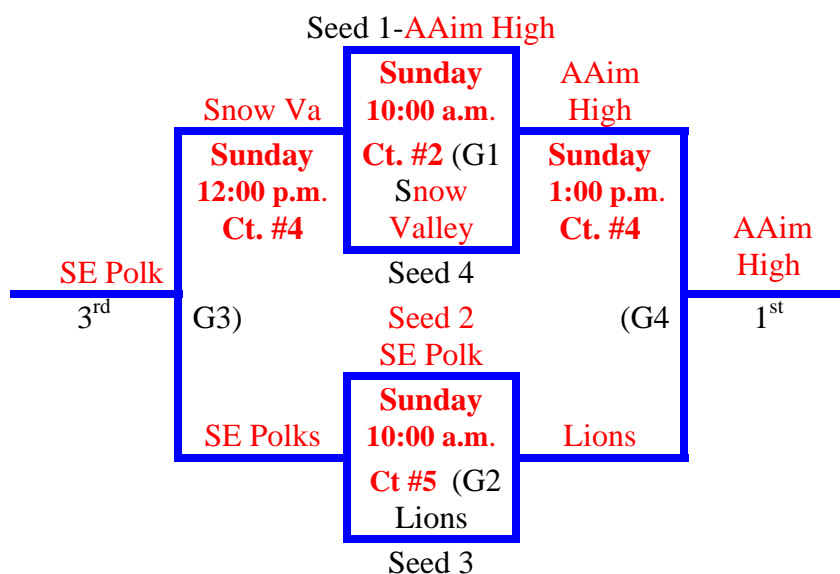 Seed 1-AAim High
Sunday
10:00 a.m.
Ct. #2 (G1
Snow
Valley
Seed 4
Snow Va
Sunday
12:00 p.m.
Ct. #4
AAim
High
Sunday
1:00 p.m.
Ct. #4
SE Polk
3rd
G3)
AAim
High
1st
(G4
Seed 2
SE Polk
Sunday
10:00 a.m.
Ct #5 (G2
Lions
Seed 3
SE Polks
Lions